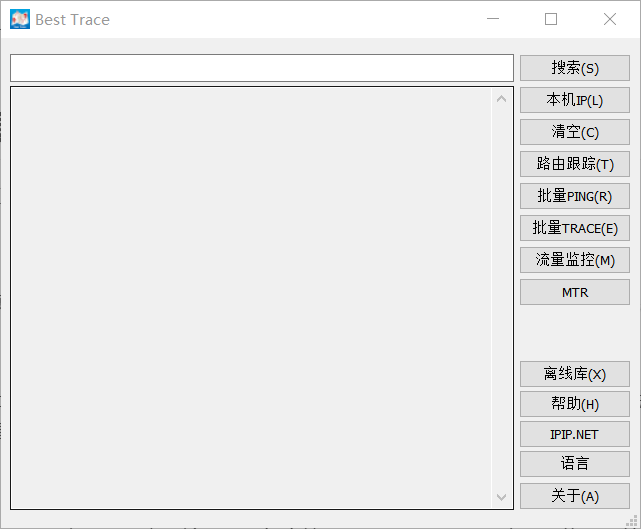 Best Trace
搜索(S)
本机IP(L)
清空(C)
路由跟踪(T)
批量PING(R)
批量TRACE(E)
流量监控(M)
MTR
离线库(X)
帮助(H)
IPIP.NET
语言
关于(A)